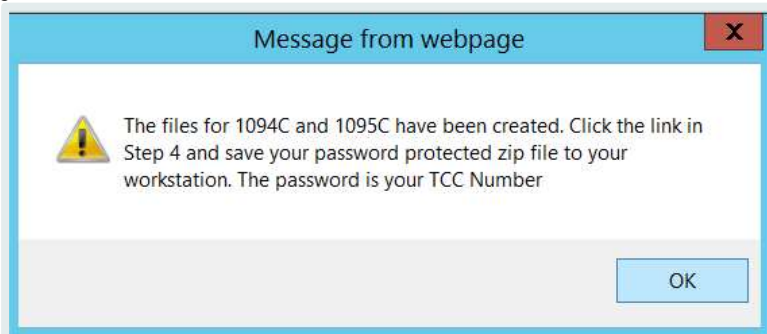 Message from webpage
X
The files for 1094C and 1095C have been created. Click the link in
Step 4 and save your password protected zip file to your
workstation. The password is your TCC Number
OK